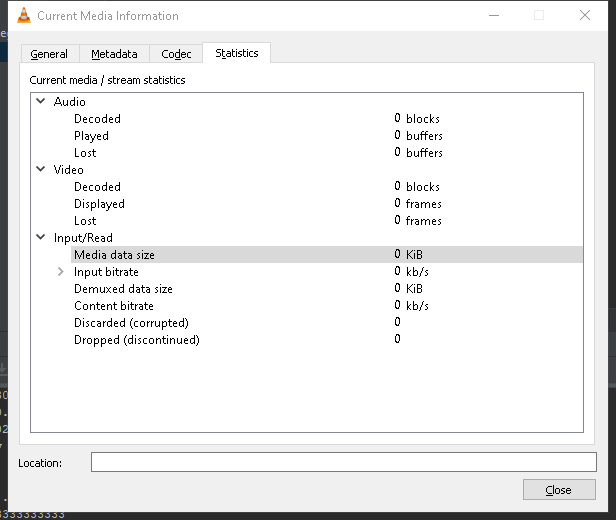 Current Media Information
General Metadata Codec Statistics
Current media / stream statistics
Audio
Decoded 0 blocks
Played 0 buffers
Lost 0 buffers
Video
Decoded 0 blocks
Displayed 0 frames
Lost 0 frames
Input/Read
Media data size 0 KiB
Input bitrate 0 kb/s
Demuxed data size 0 KiB
Content bitrate 0 kb/s
Discarded (corrupted) 0
Dropped (discontinued) 0
Location:
Close